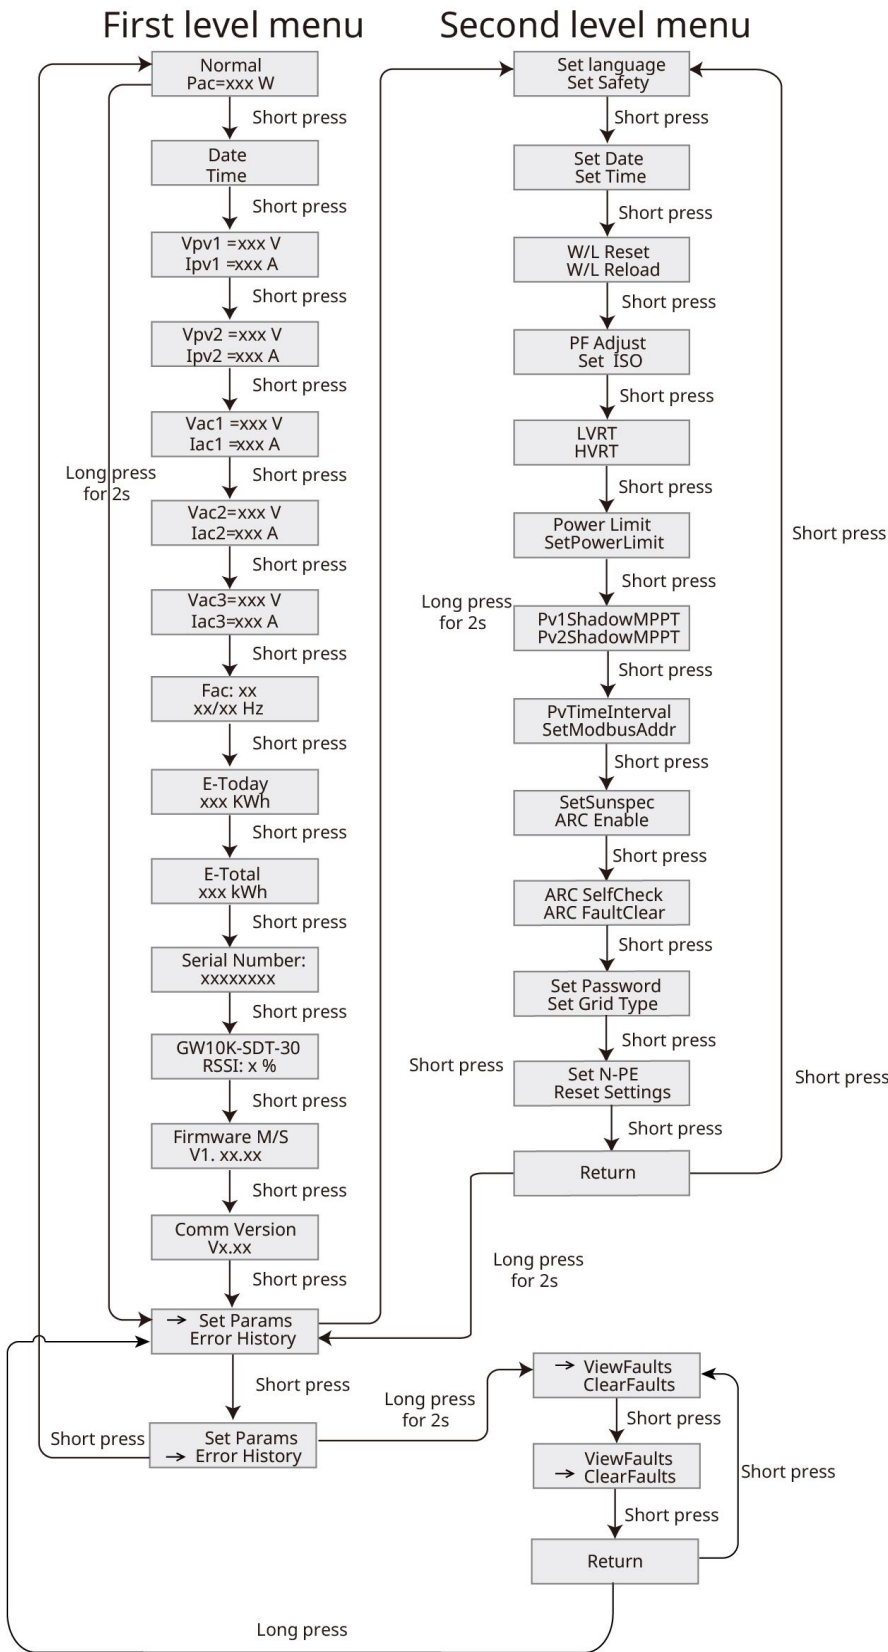 First level menu
Normal
Pac=xxx W
Short press
Date
Time
Short press
Vpv1 =xxx V
Ipv1 =xxx A
Short press
Vpv2 =xxx V
Ipv2 =xxx A
Short press
Vac1 =xxx V
Iac1 =xxx A
Long press
for 2s
Short press
Vac2=xxx V
Iac2=xxx A
Short press
Vac3=xxx V
Iac3=xxx A
Short press
Fac: xx
xx/xx Hz
Short press
E-Today
xxx KWh
Short press
E-Total
xxx kWh
Short press
Serial Number:
xxxxxxxx
Short press
GW10K-SDT-30
RSSI: x %
Short press
Firmware M/S
V1. xx.xx
Short press
Comm Version
Vx.xx
Short press
→ Set Params
Error History
Short press
Short press
Set Params
→ Error History
Second level menu
Set language
Set Safety
Short press
Set Date
Set Time
Short press
W/L Reset
W/L Reload
Short press
PF Adjust
Set ISO
Short press
LVRT
HVRT
Short press
Power Limit
SetPowerLimit
Short press
Short press
Long press
for 2s
Pv1ShadowMPPT
Pv2ShadowMPPT
Short press
PvTimeInterval
SetModbusAddr
Short press
SetSunspec
ARC Enable
Short press
ARC SelfCheck
ARC FaultClear
Short press
Set Password
Set Grid Type
Short press
Short press
Set N-PE
Reset Settings
Short press
Short press
Return
Long press
for 2s
Long press
for 2s
→ ViewFaults
ClearFaults
Short press
ViewFaults
→ ClearFaults
Short press
Short press
Return
Long press